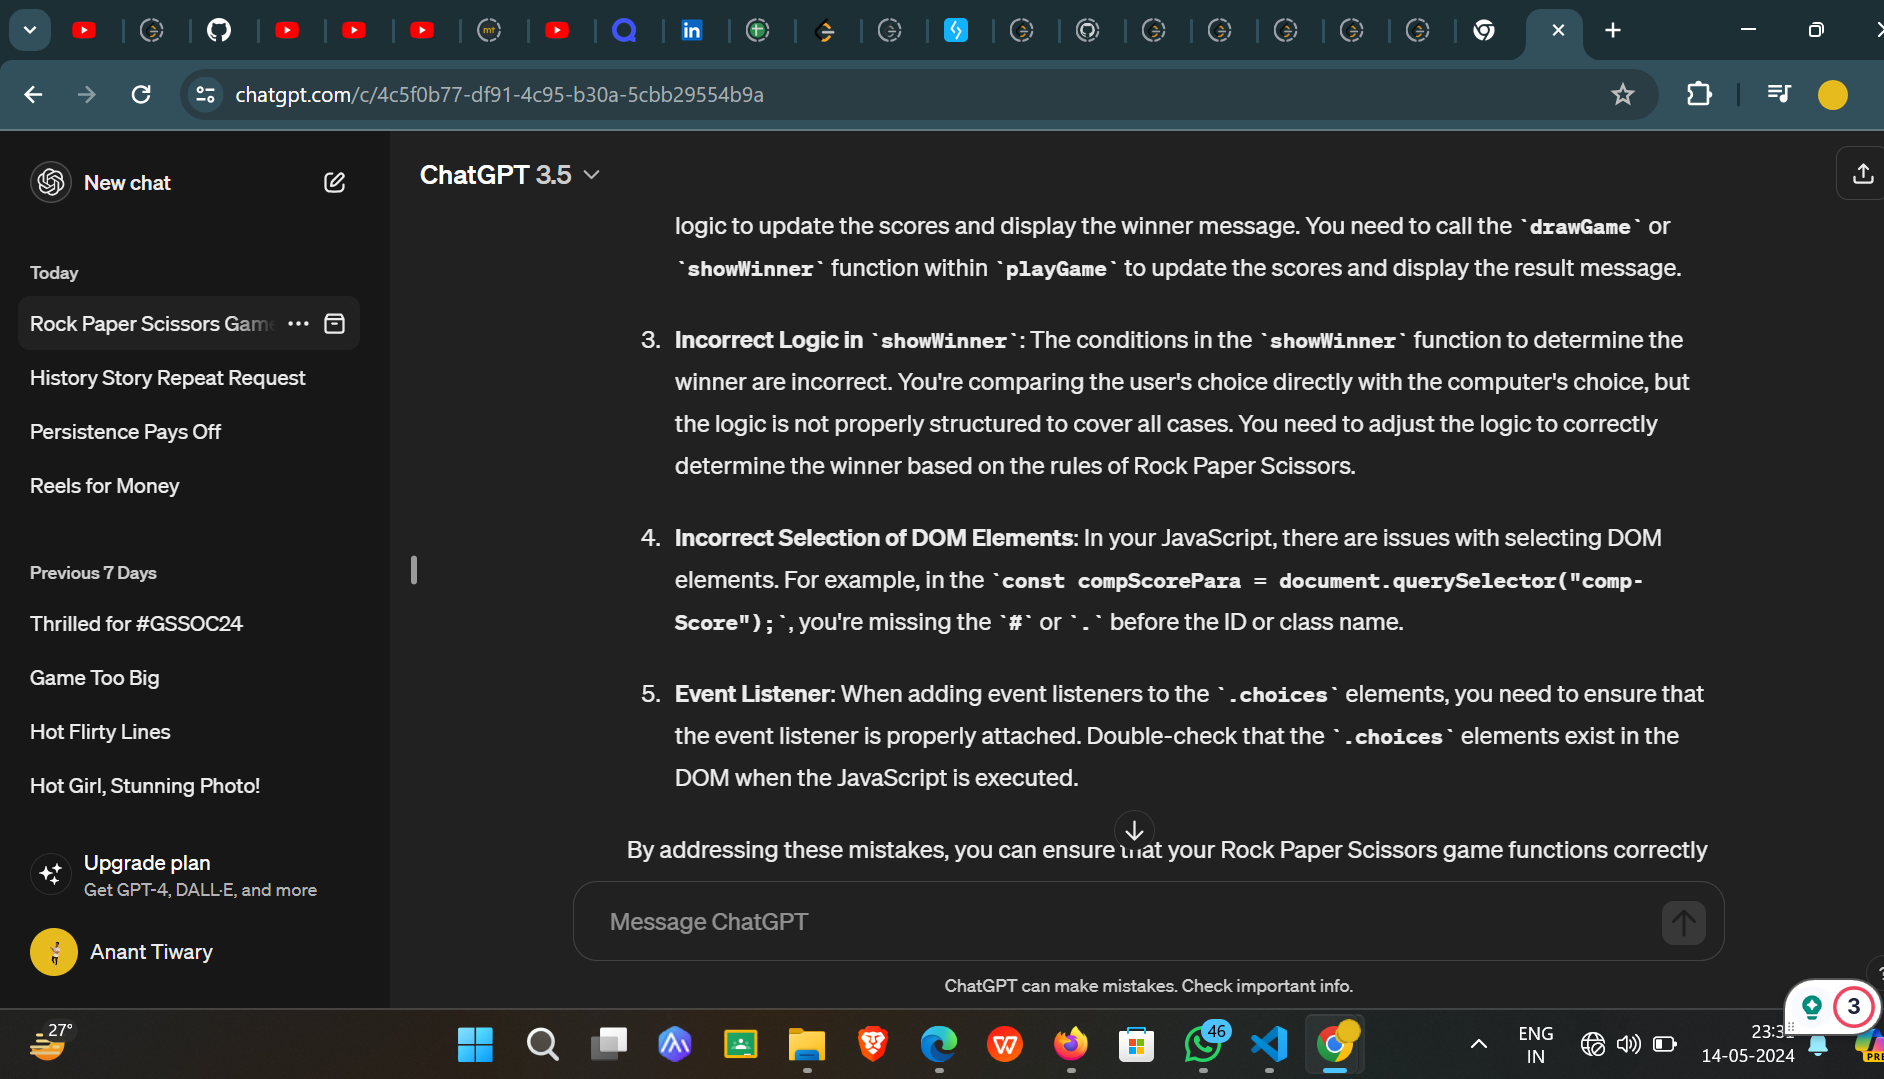 mt
chatgpt.com/c/4c5f0b77-df91-4c95-b30a-5cbb29554b9a
New chat
Today
Rock Paper Scissors Game
History Story Repeat Request
Persistence Pays Off
Reels for Money
Previous 7 Days
Thrilled for #GSSOC24
Game Too Big
Hot Flirty Lines
Hot Girl, Stunning Photo!
Upgrade plan
Get GPT-4, DALL·E, and more
Anant Tiwary
ChatGPT 3.5
logic to update the scores and display the winner message. You need to call the `drawGame` or
`showWinner` function within `playGame` to update the scores and display the result message.
3. Incorrect Logic in `showWinner`: The conditions in the `showWinner` function to determine the
winner are incorrect. You're comparing the user's choice directly with the computer's choice, but
the logic is not properly structured to cover all cases. You need to adjust the logic to correctly
determine the winner based on the rules of Rock Paper Scissors.
4. Incorrect Selection of DOM Elements: In your JavaScript, there are issues with selecting DOM
elements. For example, in the `const compScorePara = document.querySelector("comp-
Score");`, you're missing the `#` or `.` before the ID or class name.
5. Event Listener: When adding event listeners to the `.choices` elements, you need to ensure that
the event listener is properly attached. Double-check that the `.choices` elements exist in the
DOM when the JavaScript is executed.
By addressing these mistakes, you can ensure that your Rock Paper Scissors game functions correctly
Message ChatGPT
ChatGPT can make mistakes. Check important info.
3
27°
46
ENG
IN
23:3
14-05-2024
PRE